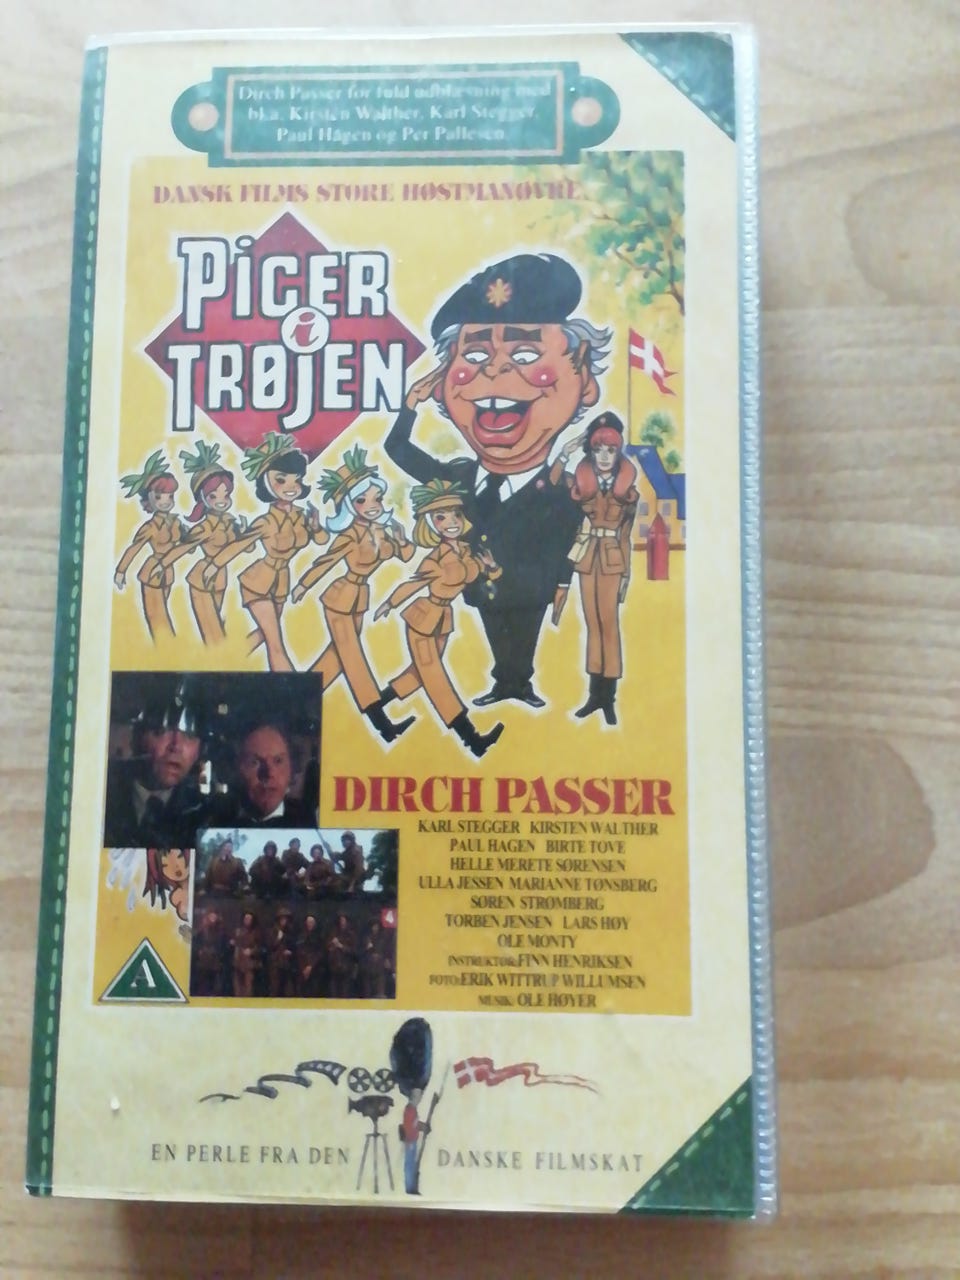 Dirch Passer for fuld udblæsning med
bl.a. Kirsten Walther, Karl Stegger,
Paul Hagen og Per Pallesen.
DANSK FILMS STORE HØSTMANØVRE...
PIGER
i
TRØJEN
DIRCH PASSER
KARL STEGGER KIRSTEN WALTHER
PAUL HAGEN BIRTE TOVE
HELLE MERETE SØRENSEN
ULLA JESSEN MARIANNE TØNSBERG
SØREN STRØMBERG
TORBEN JENSEN LARS HØY
OLE MONTY
INSTRUKTØR: FINN HENRIKSEN
FOTO: ERIK WITTRUP WILLUMSEN
MUSIK: OLE HØYER
4
A
EN PERLE FRA DEN DANSKE FILMSKAT